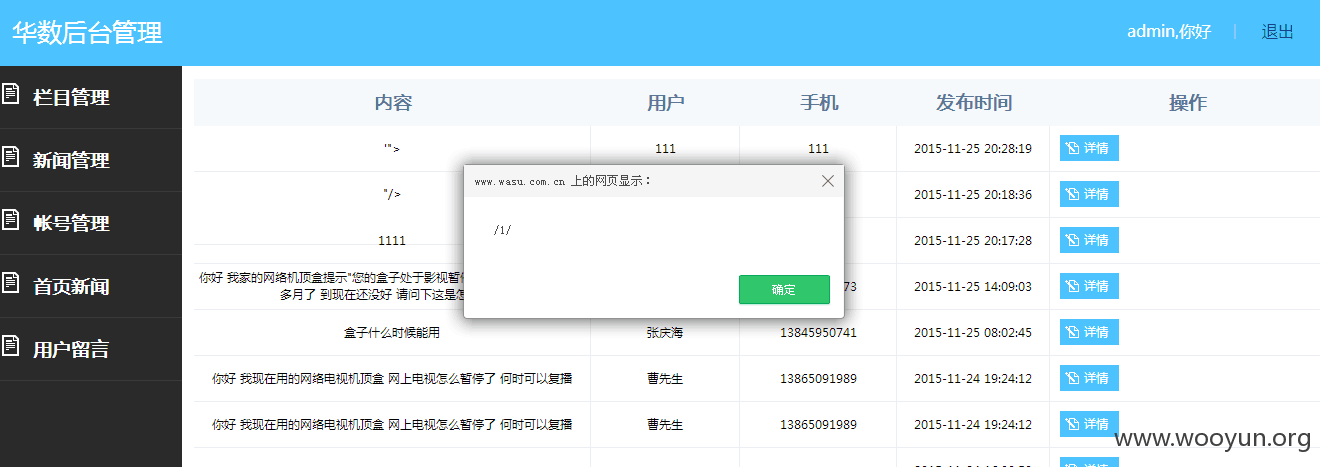 华数后台管理
admin,你好 | 退出
栏目管理
新闻管理
帐号管理
首页新闻
用户留言
内容 用户 手机 发布时间 操作
'"> 111 111 2015-11-25 20:28:19 详情
"/> 2015-11-25 20:18:36 详情
1111 2015-11-25 20:17:28 详情
你好 我家的网络机顶盒提示"您的盒子处于影视暂
多月了 到现在还没好 请问下这是怎
73 2015-11-25 14:09:03 详情
盒子什么时候能用 张庆海 13845950741 2015-11-25 08:02:45 详情
你好 我现在用的网络电视机顶盒 网上电视怎么暂停了 何时可以复播 曹先生 13865091989 2015-11-24 19:24:12 详情
你好 我现在用的网络电视机顶盒 网上电视怎么暂停了 何时可以复播 曹先生 13865091989 2015-11-24 19:24:12 详情
www.wasu.com.cn 上的网页显示：
/1/
确定
www.wooyun.org